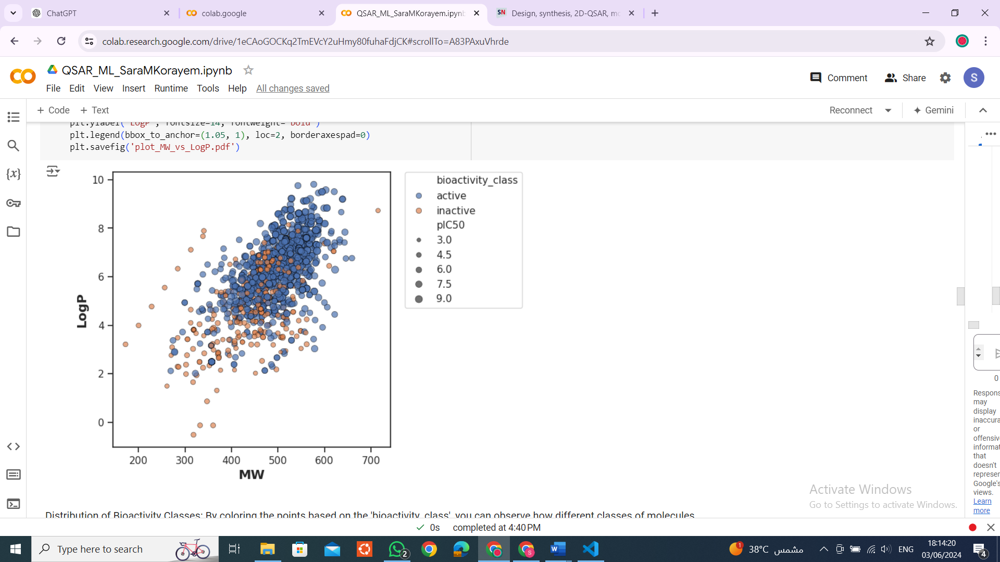 ChatGPT
colab.google
QSAR_ML_SaraMKorayem.ipynb
Design, synthesis, 2D-QSAR, mo
colab.research.google.com/drive/1eCAoGOCKq2TmEVcY2uHmy80fuhaFdjCK#scrollTo=A83PAxuVhrde
QSAR_ML_SaraMKorayem.ipynb
Comment
Share
S
File Edit View Insert Runtime Tools Help All changes saved
+ Code + Text
Reconnect
Gemini
plt.ylabel('LogP', fontsize=14, fontweight='bold')
plt.legend(bbox_to_anchor=(1.05, 1), loc=2, borderaxespad=0)
plt.savefig('plot_MW_vs_LogP.pdf')
{x}
10
8
6
4
2
0
LogP
200 300 400 500 600 700
MW
bioactivity_class
active
inactive
pIC50
3.0
4.5
6.0
7.5
9.0
0
Respons
may
display
inaccura
or
offensiv
informat
that
doesn't
represer
Google's
views.
Learn
more
Activate Windows
Go to Settings to activate Windows.
Distribution of Bioactivity Classes: By coloring the points based on the 'bioactivity_class', you can observe how different classes of molecules
0s completed at 4:40 PM
Type here to search
2
1
38°C مشمس
ENG
18:14:20
03/06/2024
4